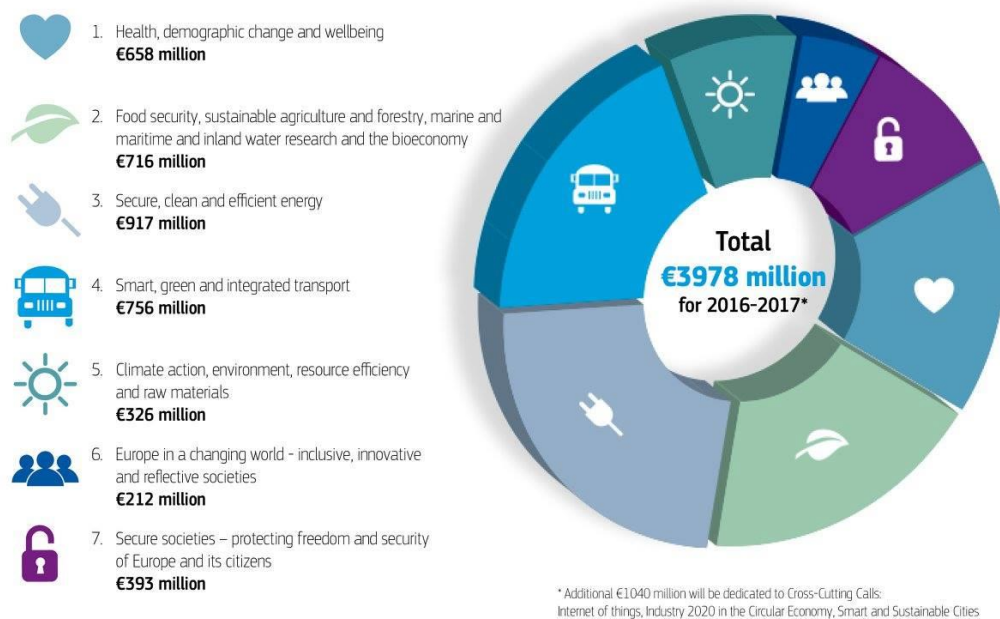 1. Health, demographic change and wellbeing
€658 million
2. Food security, sustainable agriculture and forestry, marine and
maritime and inland water research and the bioeconomy
€716 million
3. Secure, clean and efficient energy
€917 million
4. Smart, green and integrated transport
€756 million
5. Climate action, environment, resource efficiency
and raw materials
€326 million
6. Europe in a changing world - inclusive, innovative
and reflective societies
€212 million
7. Secure societies – protecting freedom and security
of Europe and its citizens
€393 million
Total
€3978 million
for 2016-2017*
* Additional €1040 million will be dedicated to Cross-Cutting Calls:
Internet of things, Industry 2020 in the Circular Economy, Smart and Sustainable Cities